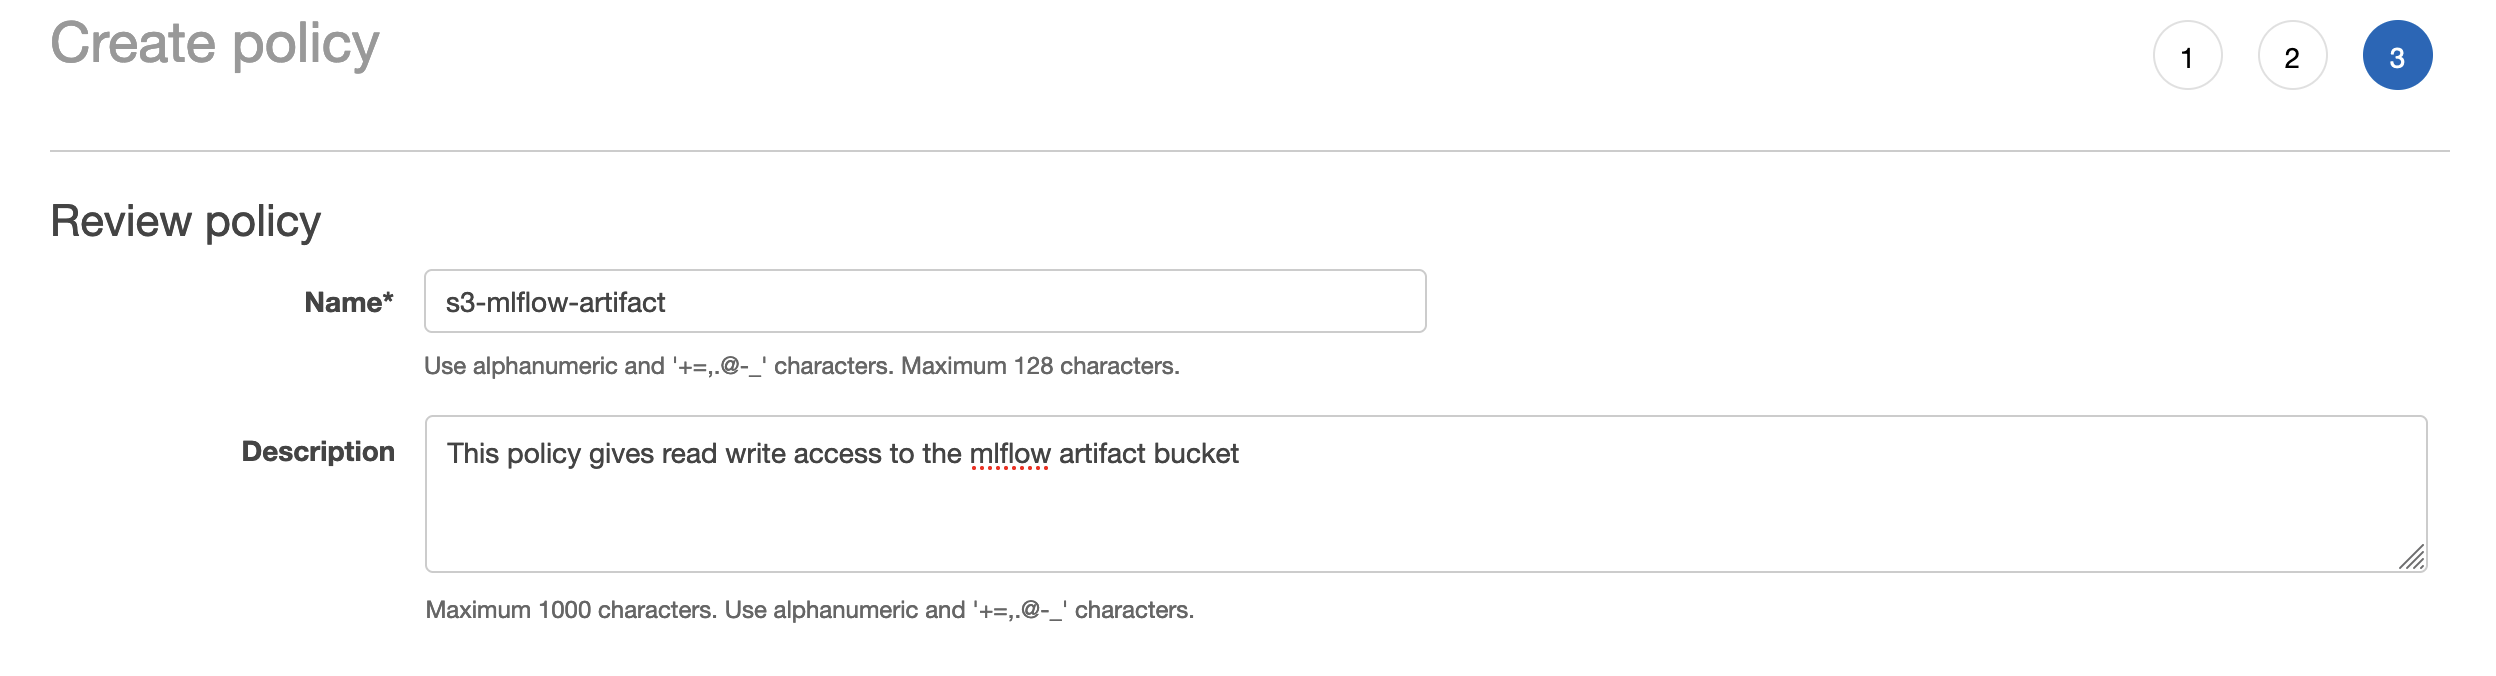 Create policy
1 2 3
Review policy
Name* s3-mlflow-artifact
Use alphanumeric and '+=,.@-_' characters. Maximum 128 characters.
Description This policy gives read write access to the mlflow artifact bucket
Maximum 1000 characters. Use alphanumeric and '+=,.@-_' characters.